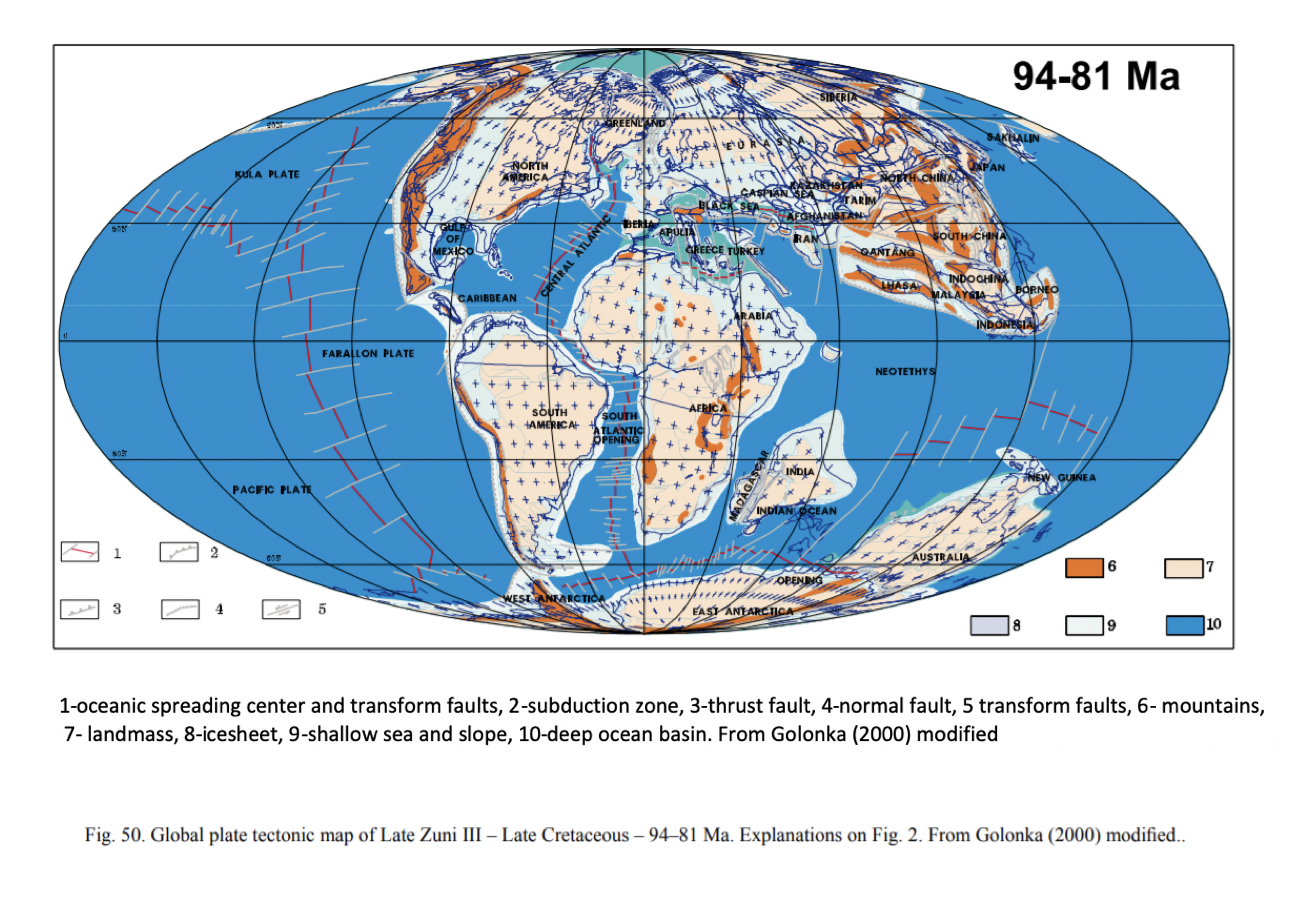 94-81 Ma
SIBERIA
GREENLAND
SAKHALIN
EURASIA
JAPAN
KULA PLATE
NORTH
AMERICA
NORTH CHINA
KAZAKHSTAN
CASPIAN SEA
TARIM
BLACK SEA
AFGHANISTAN
IBERIA
APULIA
GULF
OF
MEXICO
SOUTH CHINA
IRAN
GREECE TURKEY
QANTANG
CENTRAL ATLANTIC
INDOCHINA
LHASA
BORNEO
MALAYSIA
CARIBBEAN
ARABIA
INDONESIA
0
FARALLON PLATE
NEOTETHYS
SOUTH
AMERICA
SOUTH
ATLANTIC
OPENING
AFRICA
INDIA
MADAGASCAR
NEW GUINEA
PACIFIC PLATE
INDIAN OCEAN
AUSTRALIA
OPENING
WEST ANTARCTICA
EAST ANTARCTICA
1
2
3
4
5
6
7
8
9
10
1-oceanic spreading center and transform faults, 2-subduction zone, 3-thrust fault, 4-normal fault, 5 transform faults, 6- mountains,
7- landmass, 8-icesheet, 9-shallow sea and slope, 10-deep ocean basin. From Golonka (2000) modified
Fig. 50. Global plate tectonic map of Late Zuni III – Late Cretaceous – 94–81 Ma. Explanations on Fig. 2. From Golonka (2000) modified..